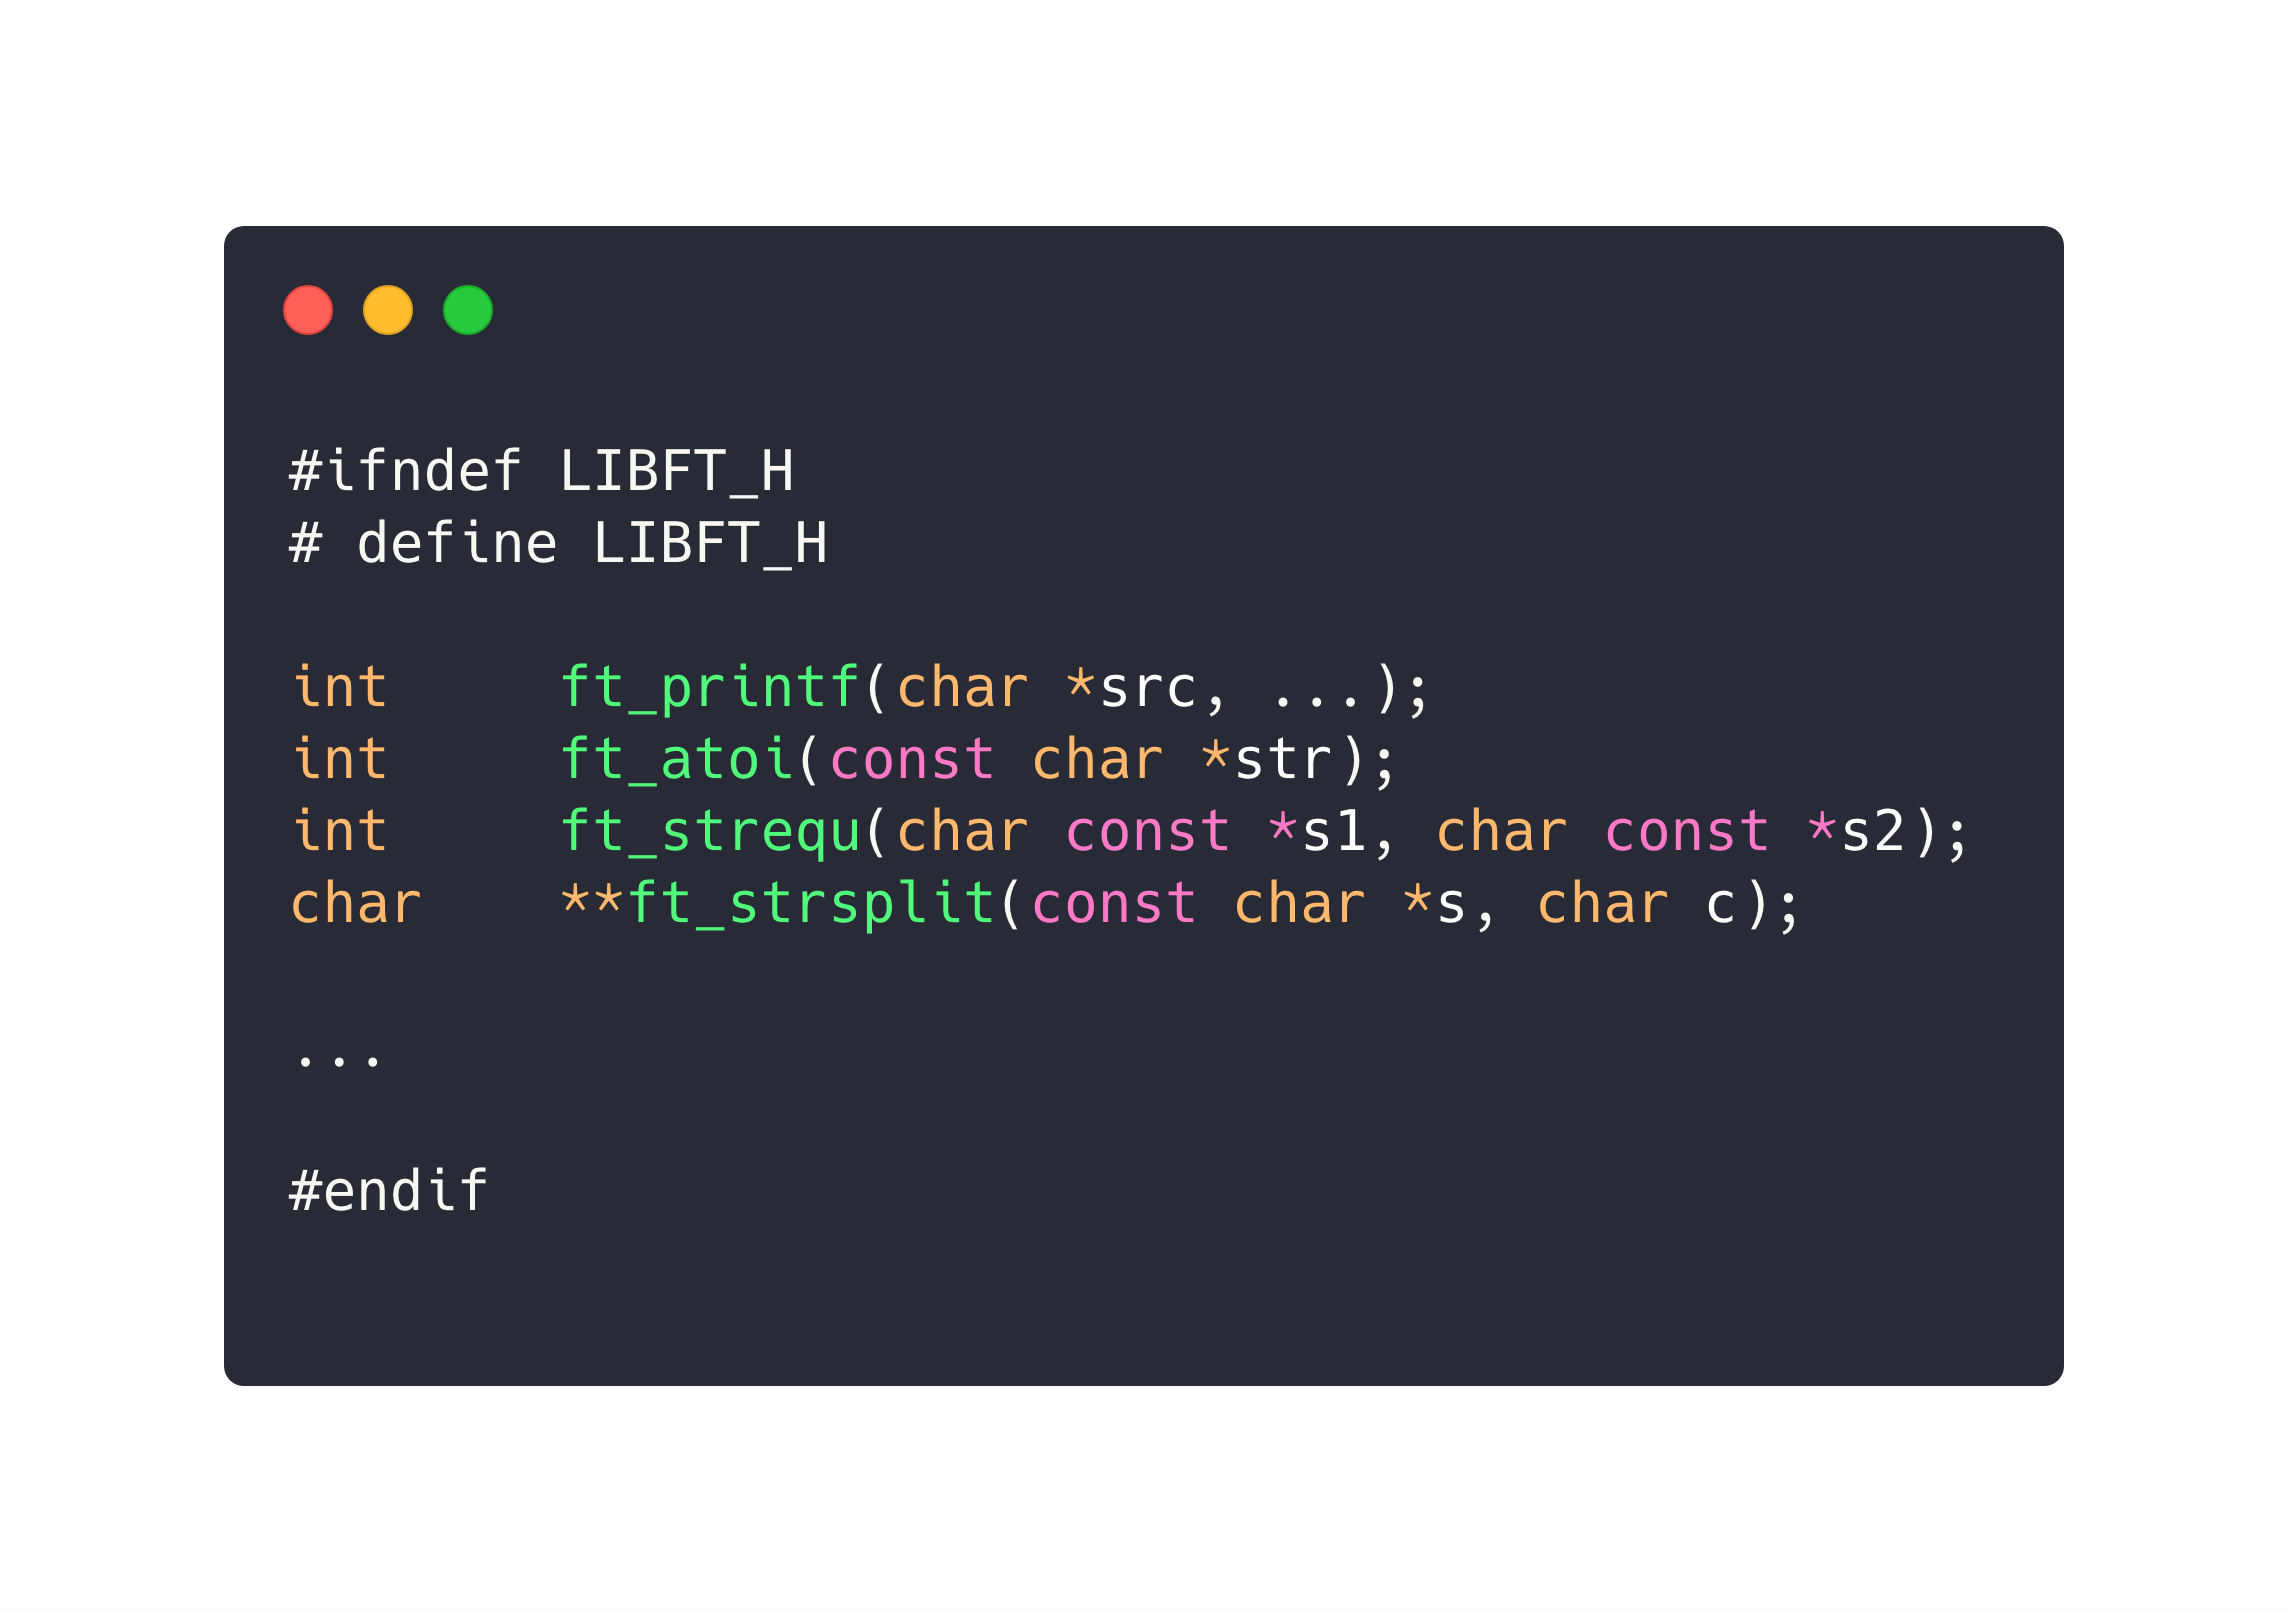 #ifndef LIBFT_H
# define LIBFT_H
int     ft_printf(char *src, ...);
int     ft_atoi(const char *str);
int     ft_strequ(char const *s1, char const *s2);
char    **ft_strsplit(const char *s, char c);
...
#endif